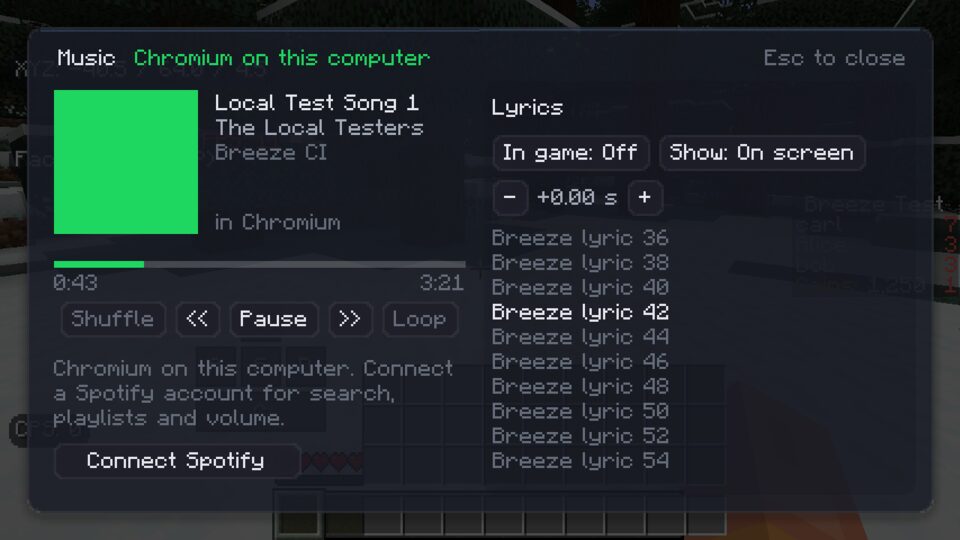 Music Chromium on this computer
Esc to close
Local Test Song 1
The Local Testers
Breeze CI
in Chromium
0:43
3:21
Shuffle
<<
Pause
>>
Loop
Chromium on this computer. Connect
a Spotify account for search,
playlists and volume.
Connect Spotify
Lyrics
In game: Off
Show: On screen
-
+0.00 s
+
Breeze lyric 36
Breeze lyric 38
Breeze lyric 40
Breeze lyric 42
Breeze lyric 44
Breeze lyric 46
Breeze lyric 48
Breeze lyric 50
Breeze lyric 52
Breeze lyric 54
Breeze Test
carl